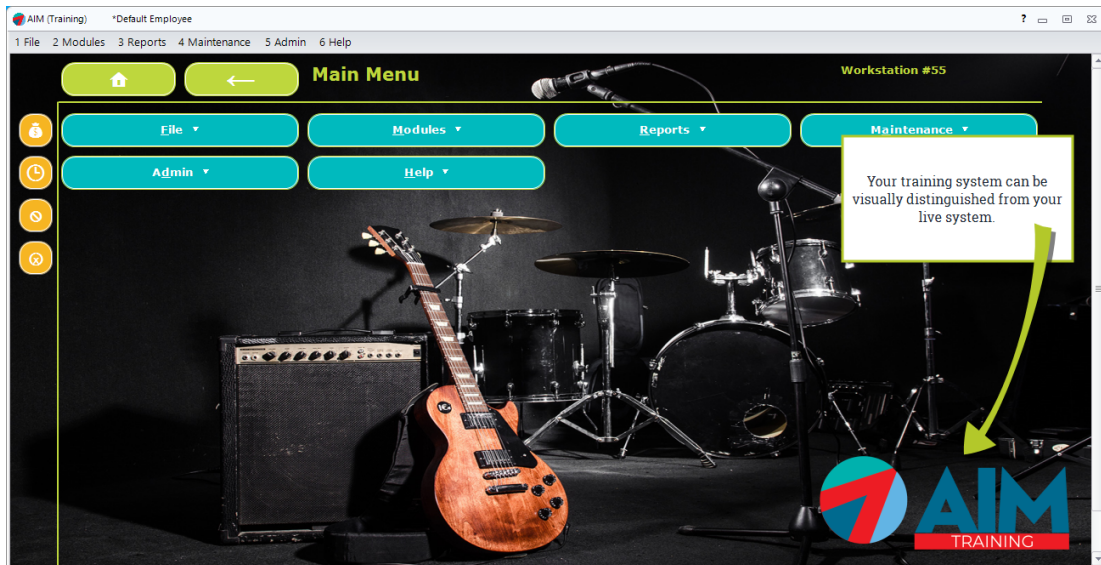 AIM (Training) *Default Employee ?
1 File 2 Modules 3 Reports 4 Maintenance 5 Admin 6 Help
Main Menu
Workstation #55
File ▼ Modules ▼ Reports ▼ Maintenance ▼
Admin ▼ Help ▼
Your training system can be
visually distinguished from your
live system.
AIM
TRAINING